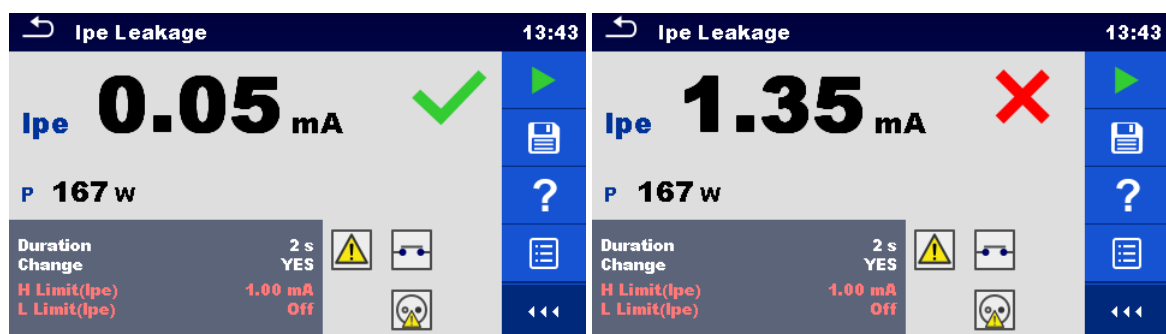 Ipe Leakage 13:43
Ipe 0.05 mA
P 167 W
Duration 2 s
Change YES
H Limit(Ipe) 1.00 mA
L Limit(Ipe) Off
?
Ipe Leakage 13:43
Ipe 1.35 mA
P 167 W
Duration 2 s
Change YES
H Limit(Ipe) 1.00 mA
L Limit(Ipe) Off
?